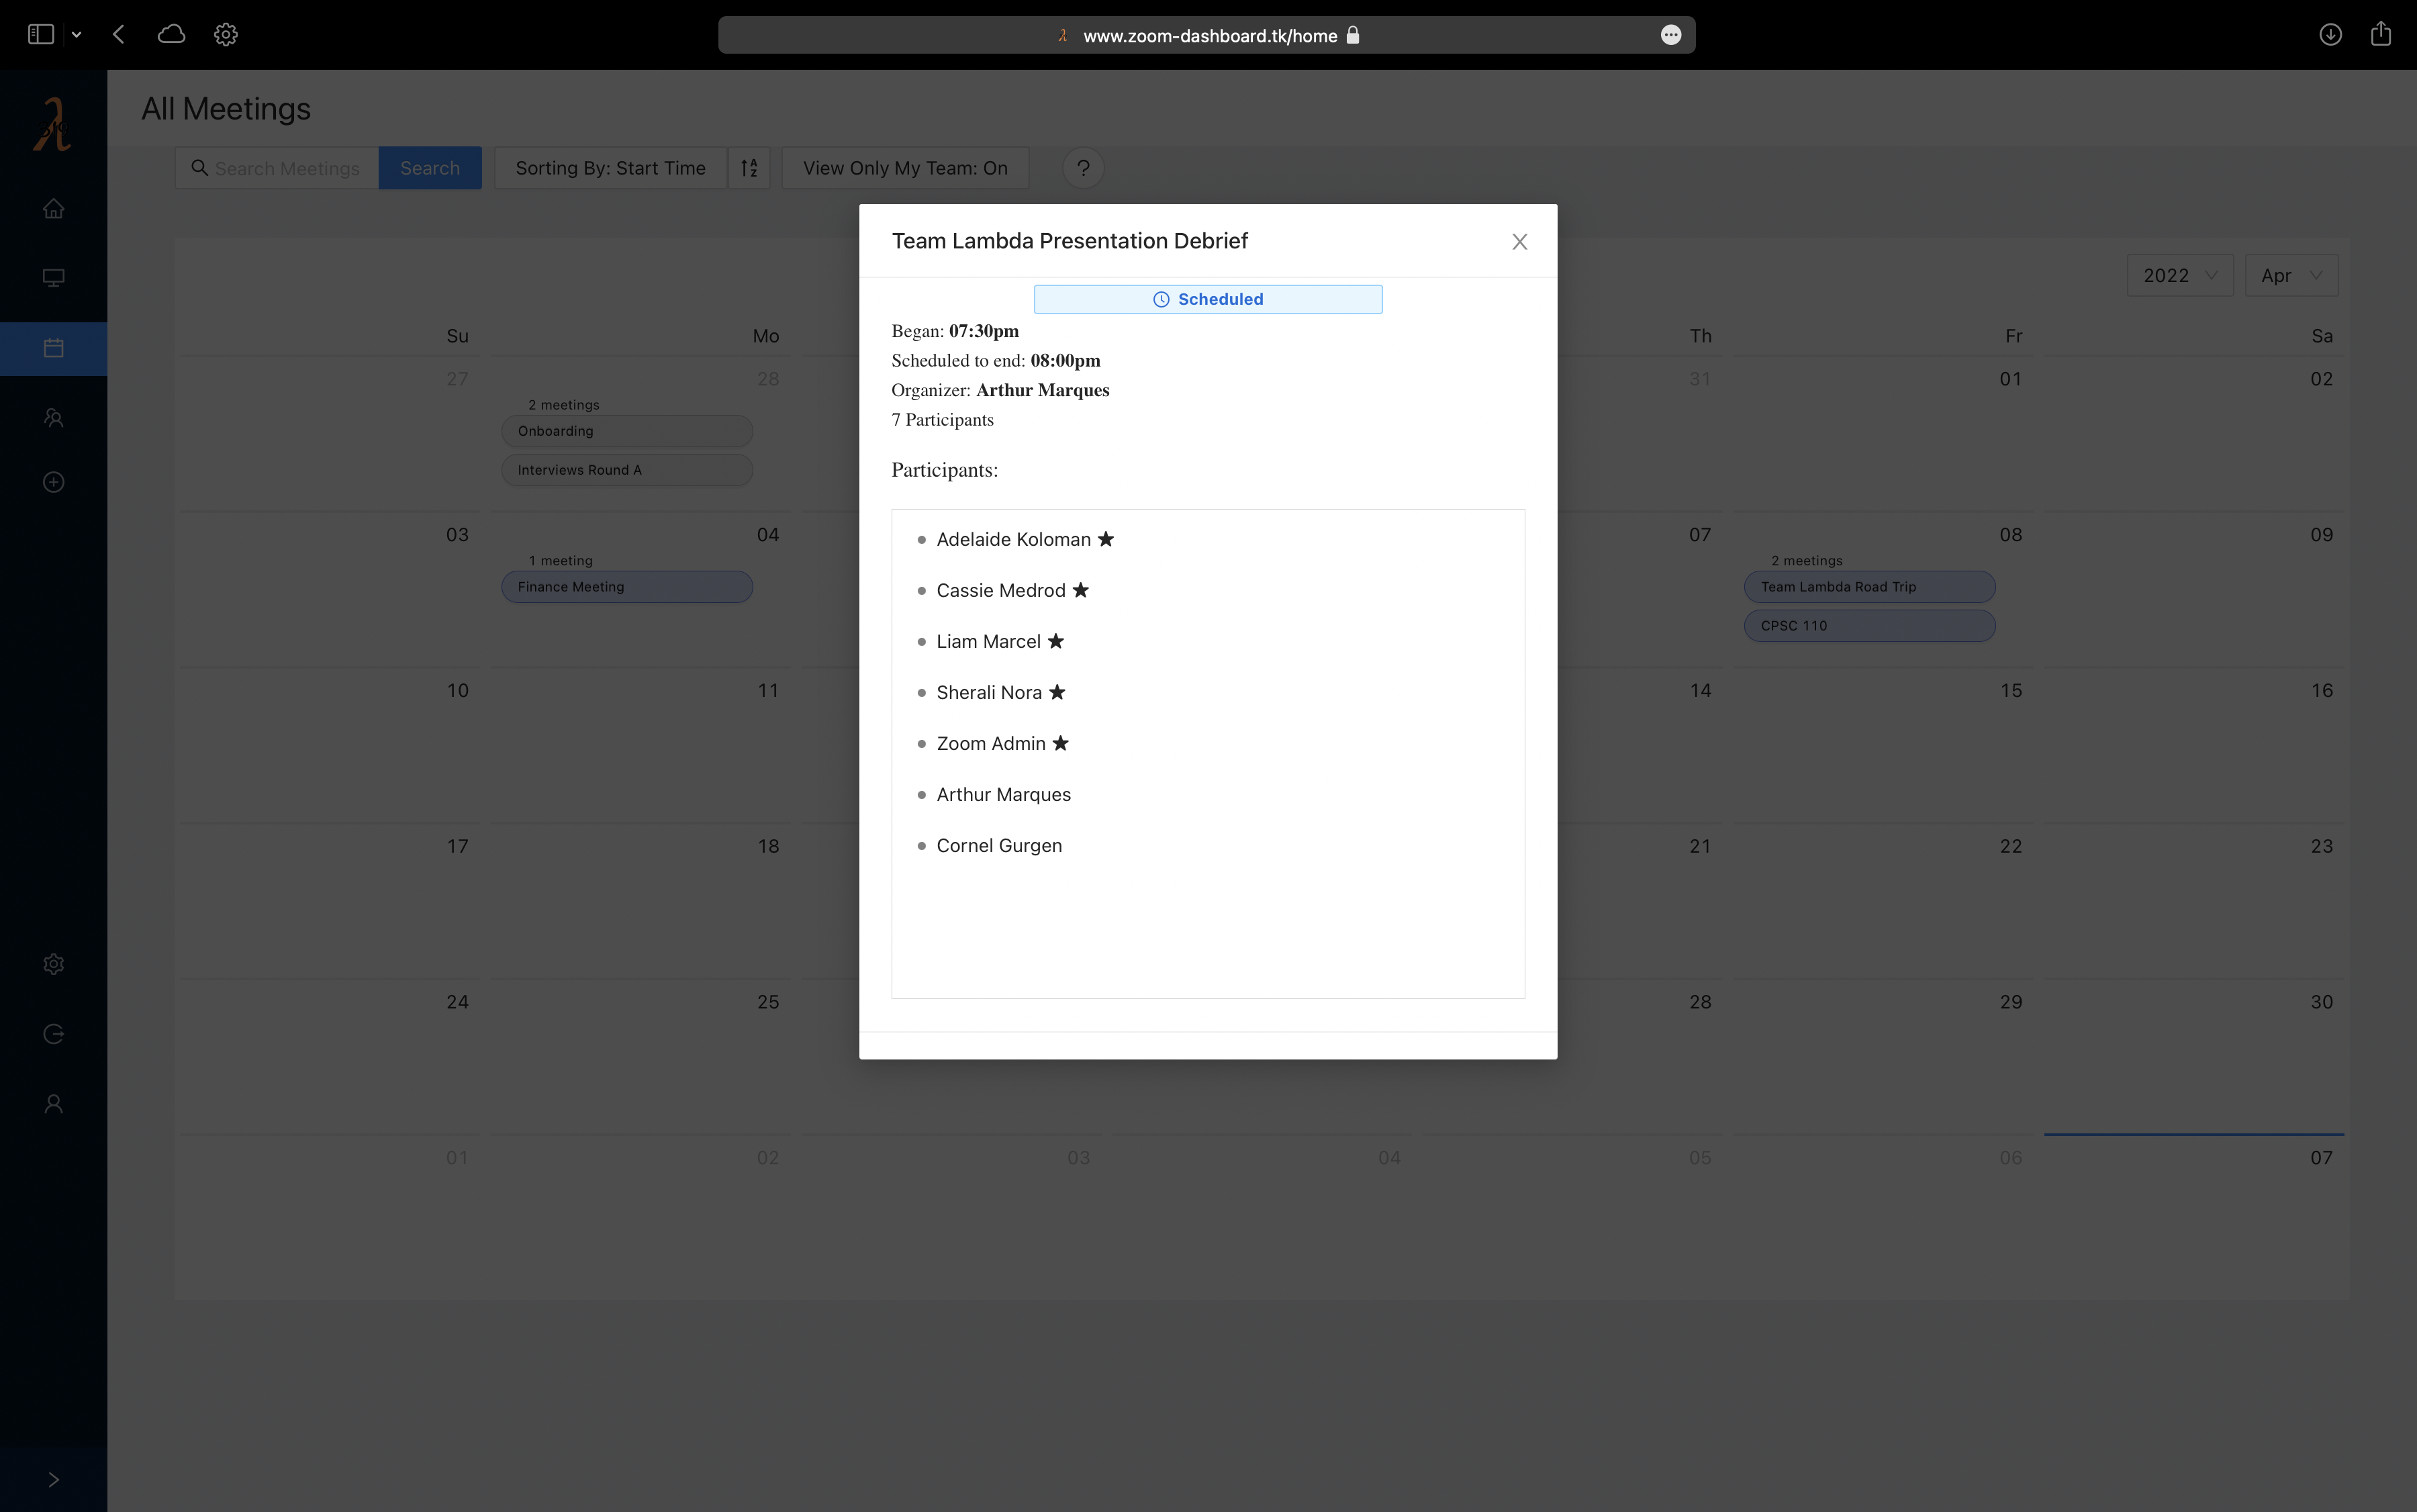 www.zoom-dashboard.tk/home
All Meetings
Search Meetings
Search
Sorting By: Start Time
View Only My Team: On
?
Team Lambda Presentation Debrief
Scheduled
Began: 07:30pm
Scheduled to end: 08:00pm
Organizer: Arthur Marques
7 Participants
Participants:
Adelaide Koloman ★
Cassie Medrod ★
Liam Marcel ★
Sherali Nora ★
Zoom Admin ★
Arthur Marques
Cornel Gurgen
2022 Apr
Su Mo Th Fr Sa
27 28 31 01 02
2 meetings
Onboarding
Interviews Round A
03 04 07 08 09
1 meeting
Finance Meeting
2 meetings
Team Lambda Road Trip
CPSC 110
10 11 14 15 16
17 18 21 22 23
24 25 28 29 30
01 02 03 04 05 06 07